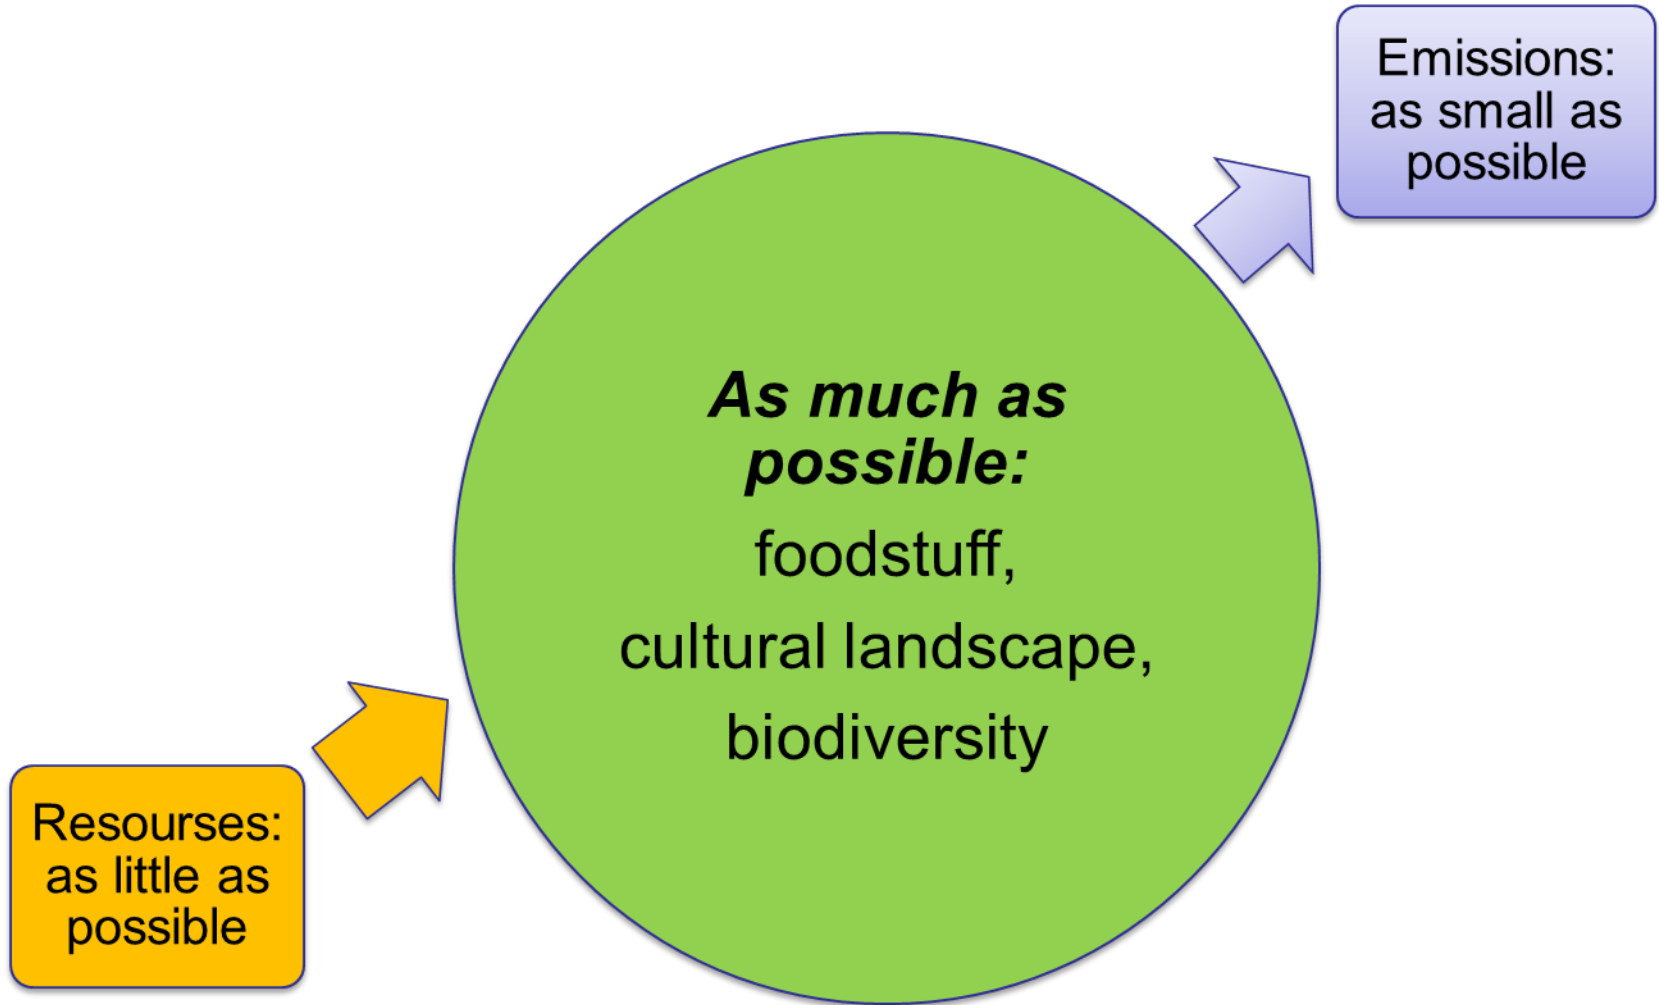 Emissions:
as small as
possible
As much as
possible:
foodstuff,
cultural landscape,
biodiversity
Resourses:
as little as
possible